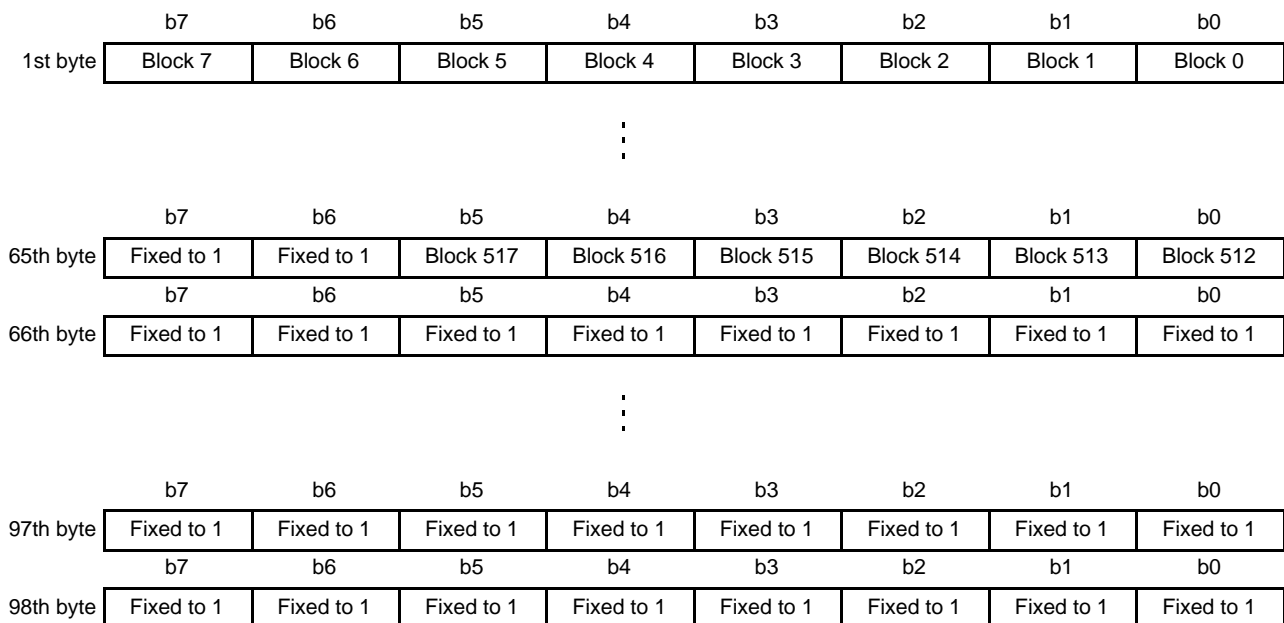 b7 b6 b5 b4 b3 b2 b1 b0
1st byte Block 7 Block 6 Block 5 Block 4 Block 3 Block 2 Block 1 Block 0
b7 b6 b5 b4 b3 b2 b1 b0
65th byte Fixed to 1 Fixed to 1 Block 517 Block 516 Block 515 Block 514 Block 513 Block 512
b7 b6 b5 b4 b3 b2 b1 b0
66th byte Fixed to 1 Fixed to 1 Fixed to 1 Fixed to 1 Fixed to 1 Fixed to 1 Fixed to 1 Fixed to 1
b7 b6 b5 b4 b3 b2 b1 b0
97th byte Fixed to 1 Fixed to 1 Fixed to 1 Fixed to 1 Fixed to 1 Fixed to 1 Fixed to 1 Fixed to 1
b7 b6 b5 b4 b3 b2 b1 b0
98th byte Fixed to 1 Fixed to 1 Fixed to 1 Fixed to 1 Fixed to 1 Fixed to 1 Fixed to 1 Fixed to 1